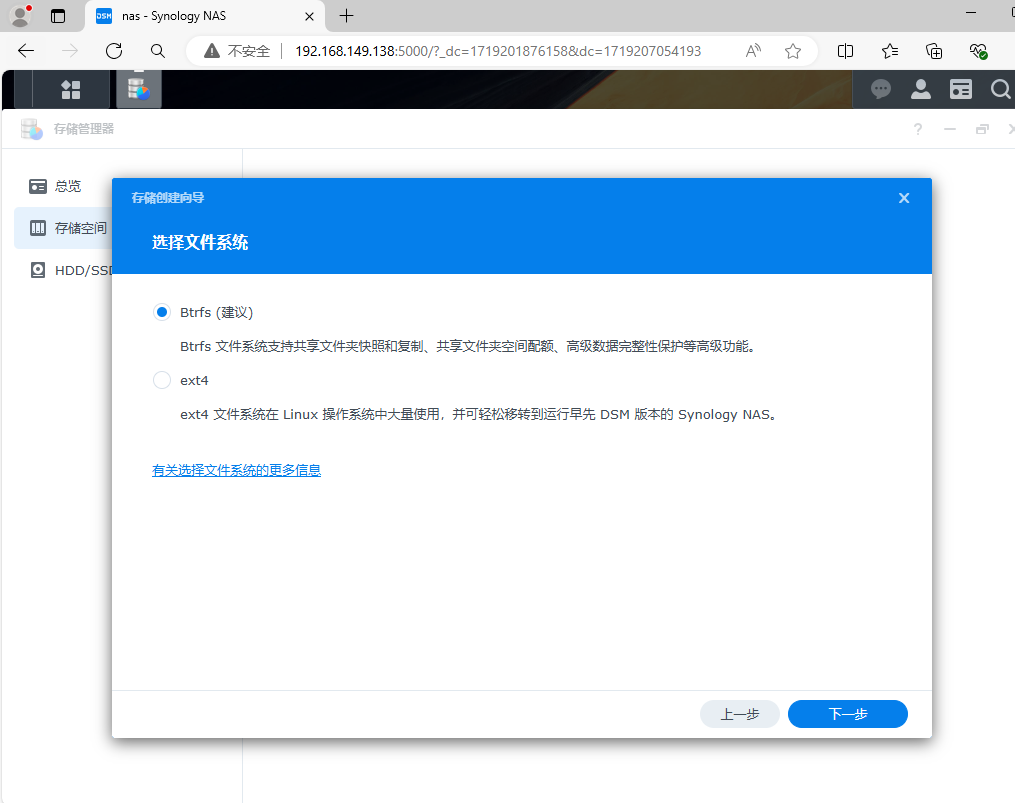 DSM nas - Synology NAS
不安全 192.168.149.138:5000/?_dc=1719201876158&dc=1719207054193
存储管理器
总览
存储空间
HDD/SSD
存储创建向导
选择文件系统
Btrfs (建议)
Btrfs 文件系统支持共享文件夹快照和复制、共享文件夹空间配额、高级数据完整性保护等高级功能。
ext4
ext4 文件系统在 Linux 操作系统中大量使用，并可轻松移转到运行早先 DSM 版本的 Synology NAS。
有关选择文件系统的更多信息
上一步
下一步